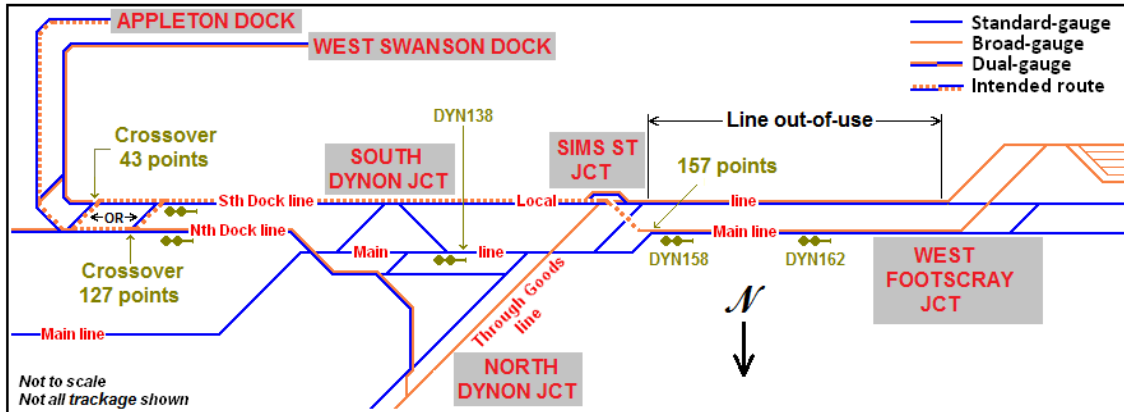 APPLETON DOCK
WEST SWANSON DOCK
Standard-gauge
Broad-gauge
Dual-gauge
Intended route
Crossover
43 points
DYN138
SOUTH
DYNON JCT
SIMS ST
JCT
Line out-of-use
157 points
OR
Sth Dock line
Local
line
Nth Dock line
Main
line
Main line
DYN158
DYN162
Crossover
127 points
WEST
FOOTSCRAY
JCT
Through Goods
line
N
Main line
NORTH
DYNON JCT
Not to scale
Not all trackage shown